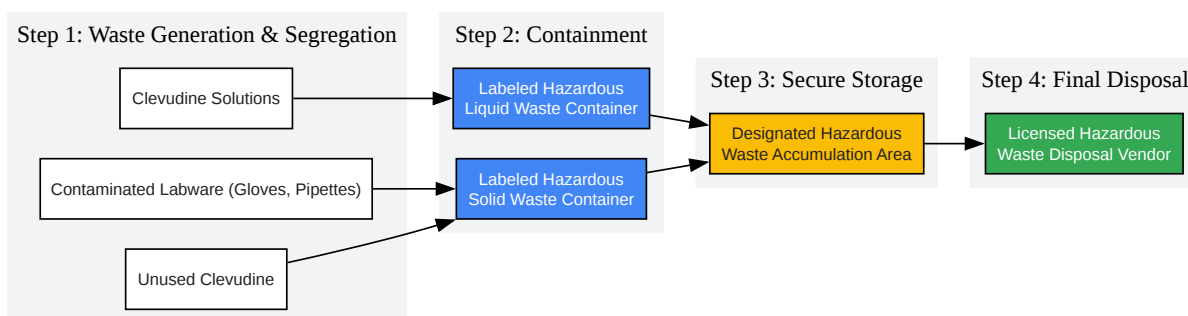 Step 1: Waste Generation & Segregation
Clevudine Solutions
Contaminated Labware (Gloves, Pipettes)
Unused Clevudine
Step 2: Containment
Labeled Hazardous
Liquid Waste Container
Labeled Hazardous
Solid Waste Container
Step 3: Secure Storage
Designated Hazardous
Waste Accumulation Area
Step 4: Final Disposal
Licensed Hazardous
Waste Disposal Vendor